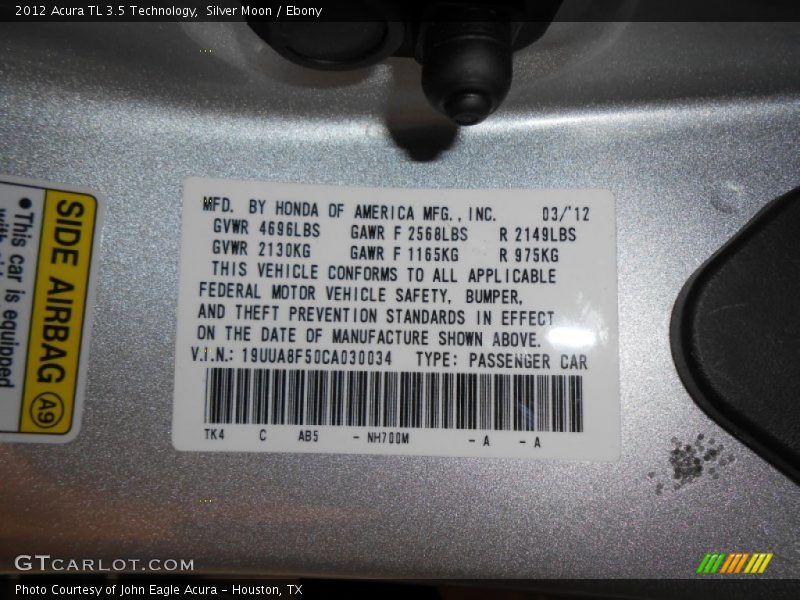 2012 Acura TL 3.5 Technology, Silver Moon / Ebony
MFD. BY HONDA OF AMERICA MFG., INC. 03/'12
GVWR 4696LBS GAWR F 2568LBS R 2149LBS
GVWR 2130KG GAWR F 1165KG R 975KG
THIS VEHICLE CONFORMS TO ALL APPLICABLE
FEDERAL MOTOR VEHICLE SAFETY, BUMPER,
AND THEFT PREVENTION STANDARDS IN EFFECT
ON THE DATE OF MANUFACTURE SHOWN ABOVE.
V.I.N.: 19UUA8F50CA030034 TYPE: PASSENGER CAR
TK4 C AB5 - NH700M - A - A
SIDE AIRBAG A9
●This car is equipped
GTCARLOT.COM
Photo Courtesy of John Eagle Acura - Houston, TX